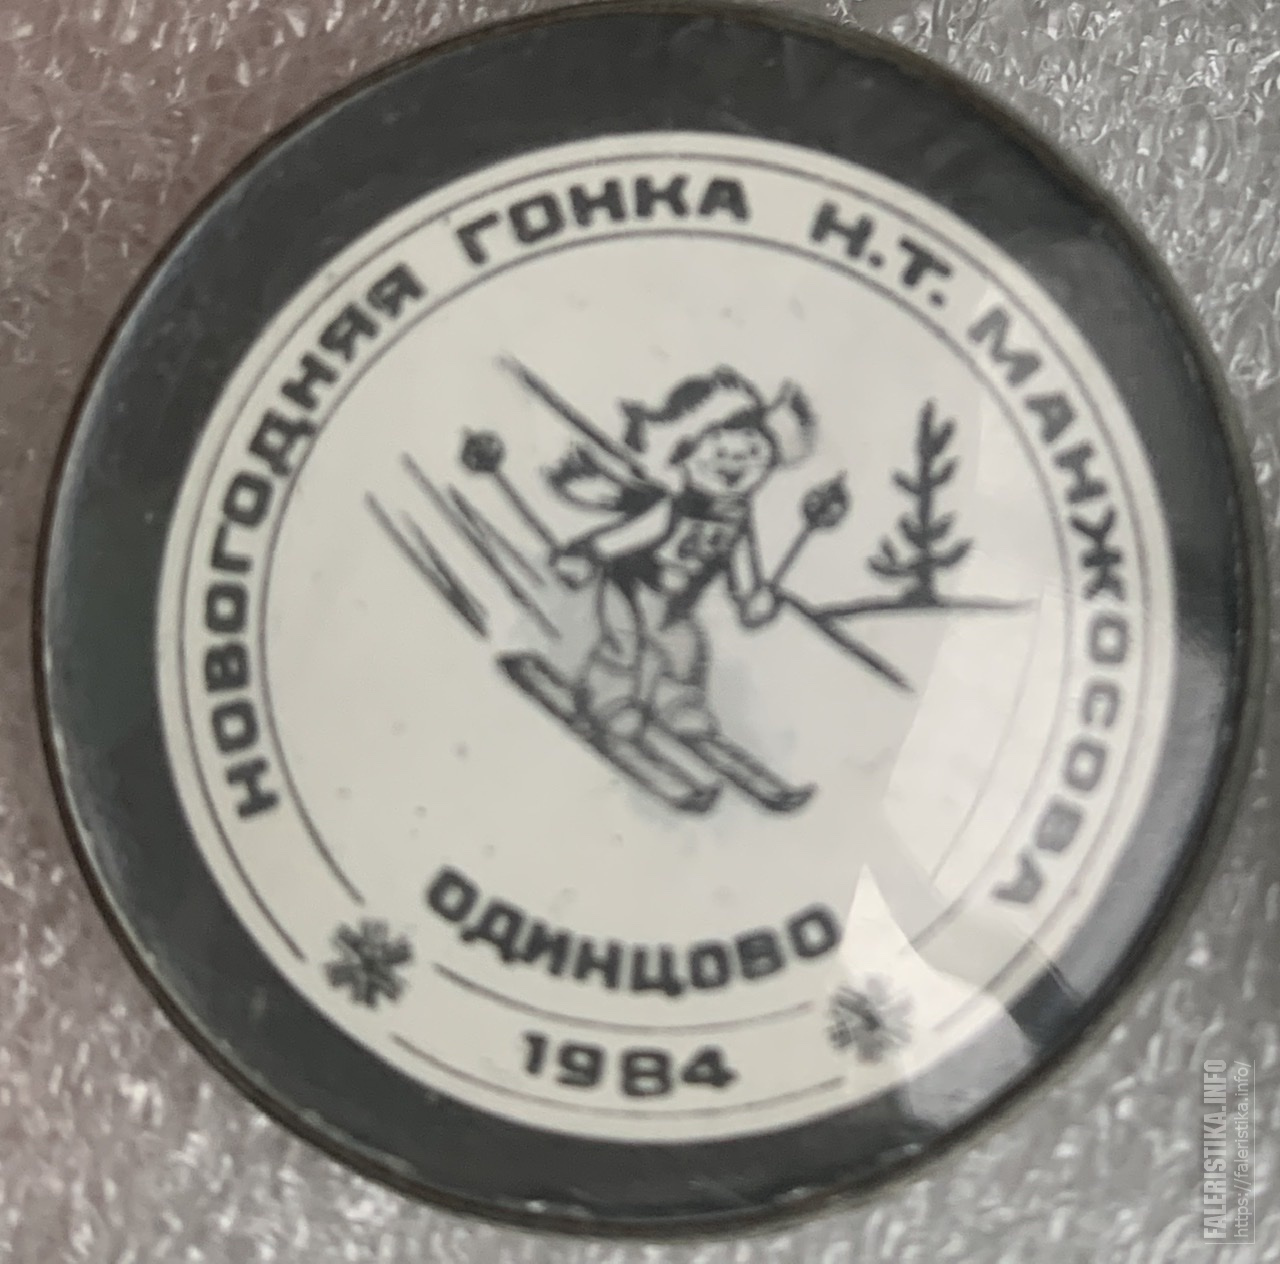 НОВОГОДНЯЯ ГОНКА Н.Т. МАНЖОСОВА
ОДИНЦОВО
1984
FALERISTIKA.INFO
https://faleristika.info/